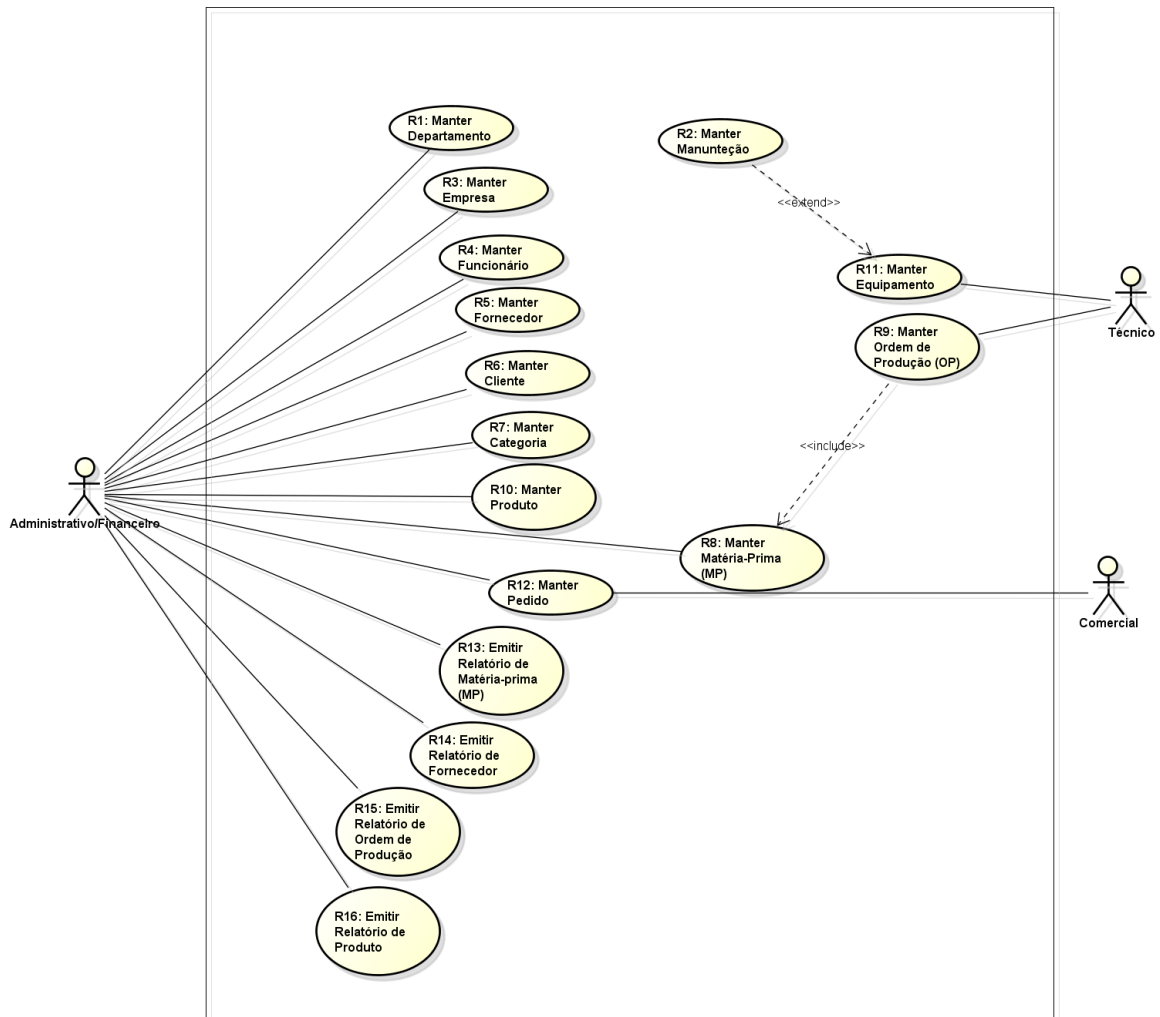 R1: Manter
Departamento
R2: Manter
Manunteção
R3: Manter
Empresa
<<extend>>
R4: Manter
Funcionário
R11: Manter
Equipamento
R5: Manter
Fornecedor
Técnico
R9: Manter
Ordem de
Produção (OP)
R6: Manter
Cliente
R7: Manter
Categoria
<<include>>
R10: Manter
Produto
Administrativo/Financeiro
R8: Manter
Matéria-Prima
(MP)
R12: Manter
Pedido
Comercial
R13: Emitir
Relatório de
Matéria-prima
(MP)
R14: Emitir
Relatório de
Fornecedor
R15: Emitir
Relatório de
Ordem de
Produção
R16: Emitir
Relatório de
Produto